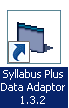 Syllabus Plus
Data Adaptor
1.3.2